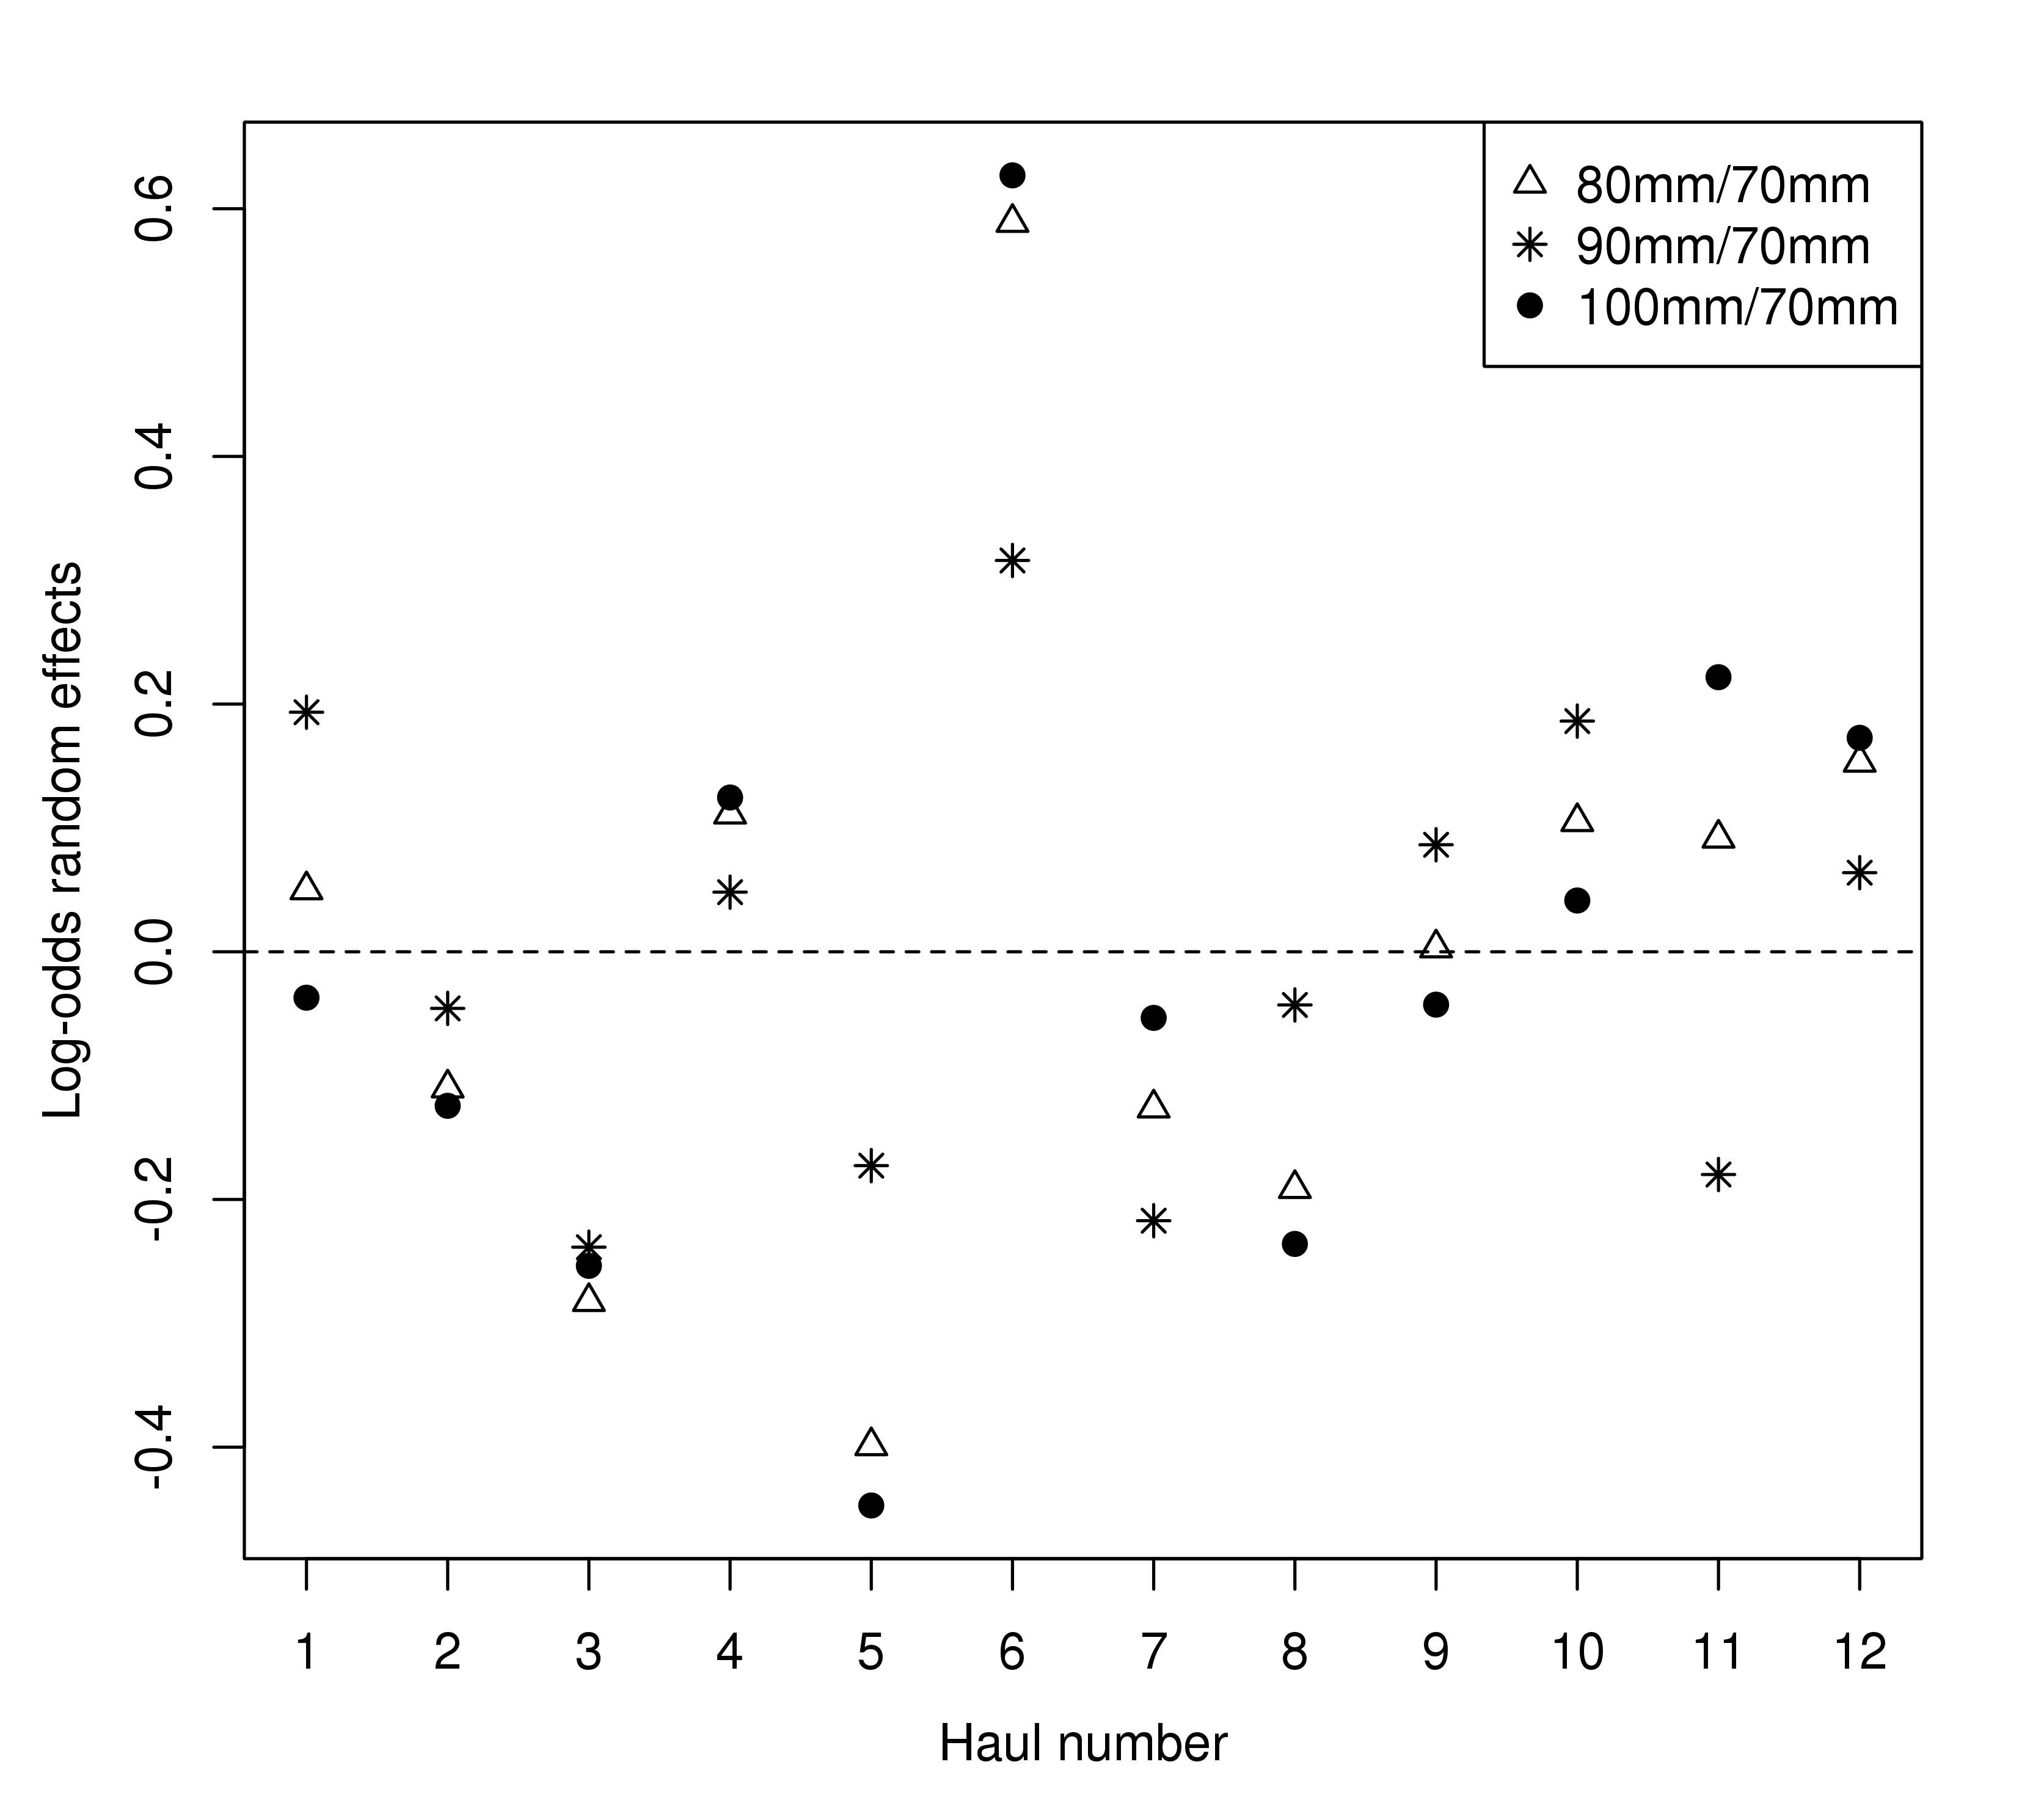 80mm/70mm
90mm/70mm
100mm/70mm
0.6
0.4
0.2
0.0
-0.2
-0.4
Log-odds random effects
1 2 3 4 5 6 7 8 9 10 11 12
Haul number